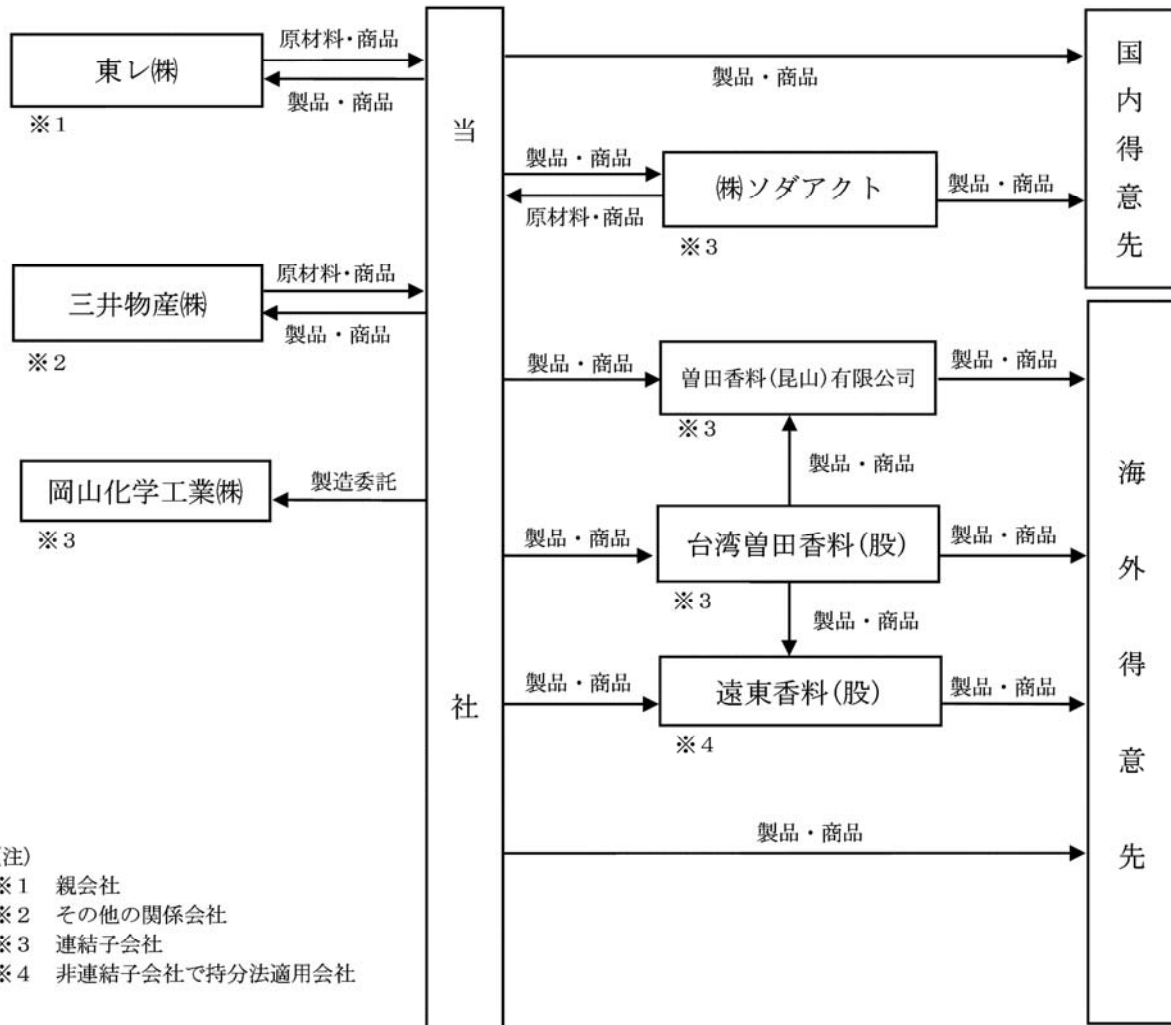 東レ㈱
※1
原材料・商品
製品・商品
三井物産㈱
※2
原材料・商品
製品・商品
岡山化学工業㈱
※3
製造委託
当社
製品・商品
製品・商品
原材料・商品
㈱ソダアクト
※3
製品・商品
国内得意先
製品・商品
曽田香料(昆山)有限公司
※3
製品・商品
製品・商品
製品・商品
台湾曽田香料(股)
※3
製品・商品
製品・商品
製品・商品
遠東香料(股)
※4
製品・商品
製品・商品
海外得意先
(注)
※1 親会社
※2 その他の関係会社
※3 連結子会社
※4 非連結子会社で持分法適用会社